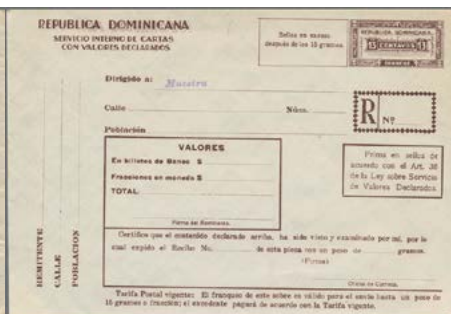 REPUBLICA DOMINICANA
SERVICIO INTERNO DE CARTAS
CON VALORES DECLARADOS
Sellos en exceso
después de los 15 gramos.
REPUBLICA DOMINICANA
15 CENTAVOS 15
Dirigido a: Muestra
Calle Núm.
Población
R Nº
VALORES
En billetes de Banco $
Fracciones en moneda $
TOTAL
Firma del Remitente.
Prima en sellos de
acuerdo con el Art. 36
de la Ley sobre Servicio
de Valores Declarados.
REMITENTE
CALLE
POBLACION
Certifico que el contenido declarado arriba, ha sido visto y examinado por mí, por lo
cual expido el Recibo No. de esta pieza con un peso de gramos.
(Firma)
Oficina de Correos.
Tarifa Postal vigente: El franqueo de este sobre es válido para el envío hasta un peso de
15 gramos o fracción; el excedente pagará de acuerdo con la Tarifa vigente.